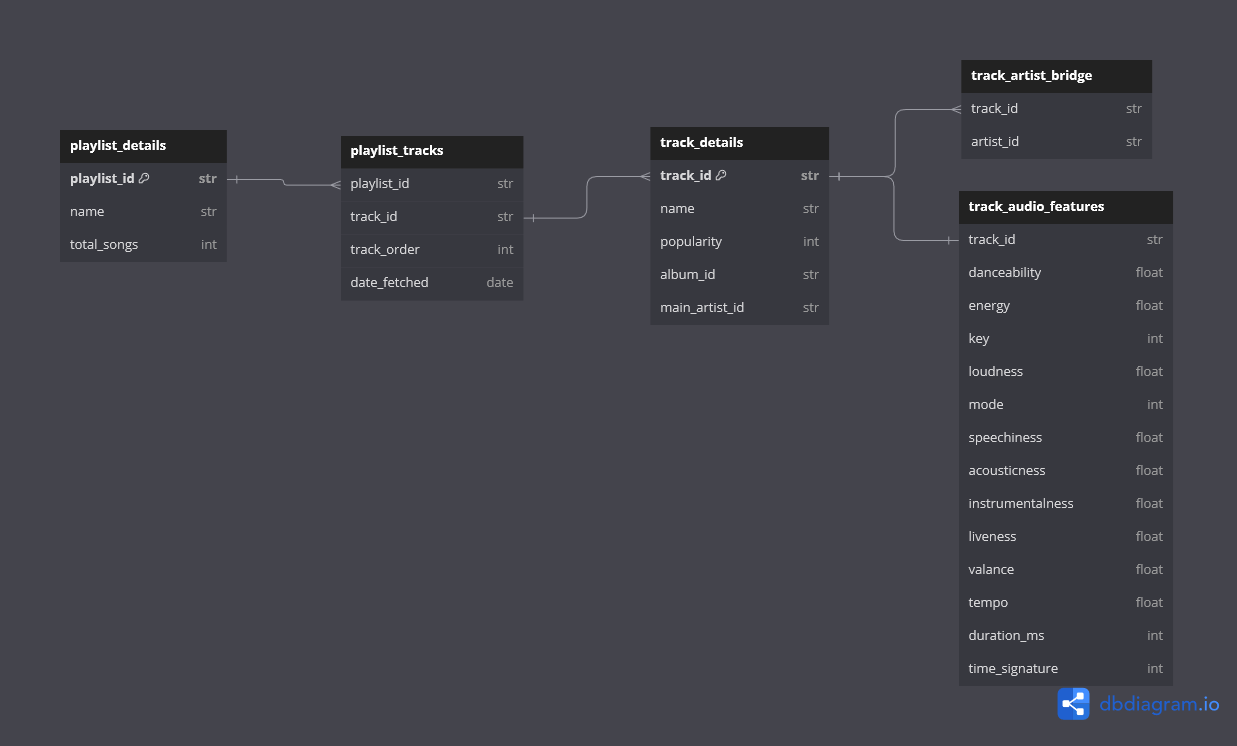 playlist_details
playlist_id str
name str
total_songs int
playlist_tracks
playlist_id str
track_id str
track_order int
date_fetched date
track_details
track_id str
name str
popularity int
album_id str
main_artist_id str
track_artist_bridge
track_id str
artist_id str
track_audio_features
track_id str
danceability float
energy float
key int
loudness float
mode int
speechiness float
acousticness float
instrumentalness float
liveness float
valance float
tempo float
duration_ms int
time_signature int
dbdiagram.io